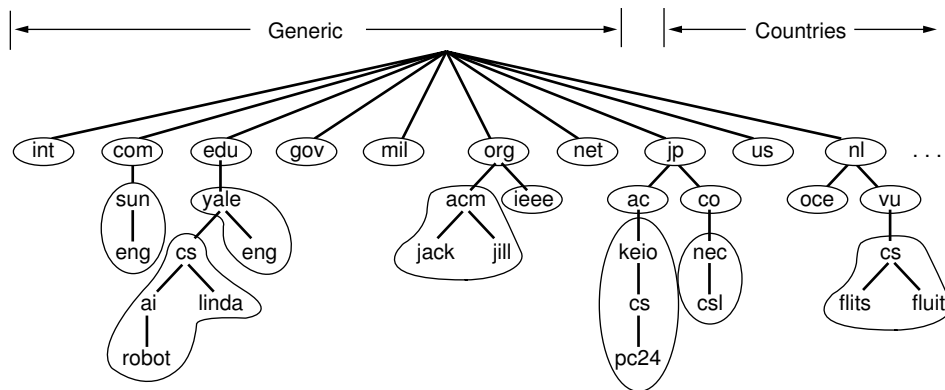 Generic Countries
int com edu gov mil org net jp us nl . . .
sun yale acm ieee ac co oce vu
eng cs eng jack jill keio nec cs
ai linda cs csl flits fluit
robot pc24